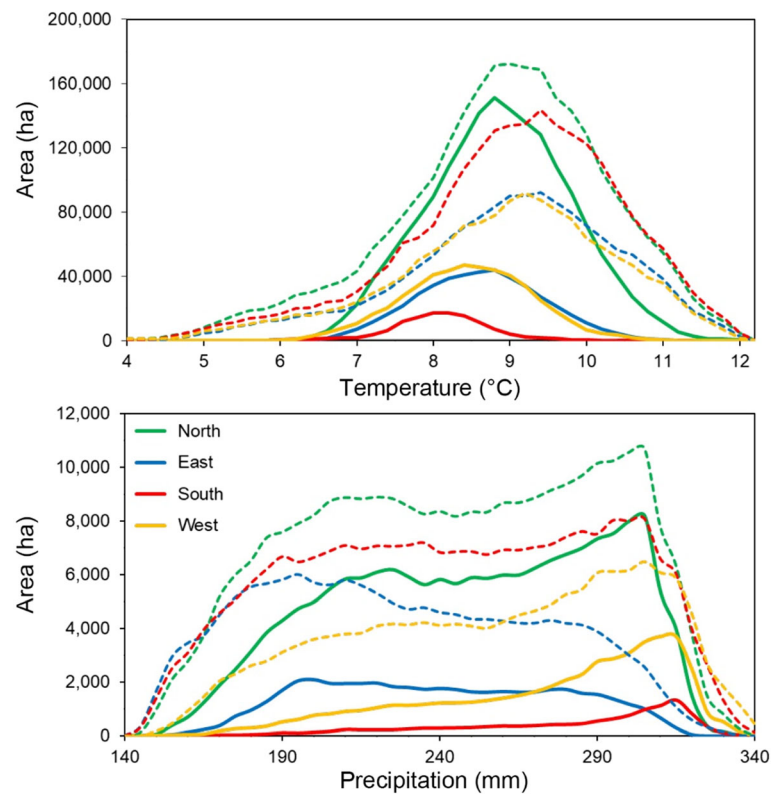 200,000
160,000
120,000
80,000
40,000
0
Area (ha)
4 5 6 7 8 9 10 11 12
Temperature (°C)
12,000
10,000
8,000
6,000
4,000
2,000
0
Area (ha)
North
East
South
West
140 190 240 290 340
Precipitation (mm)